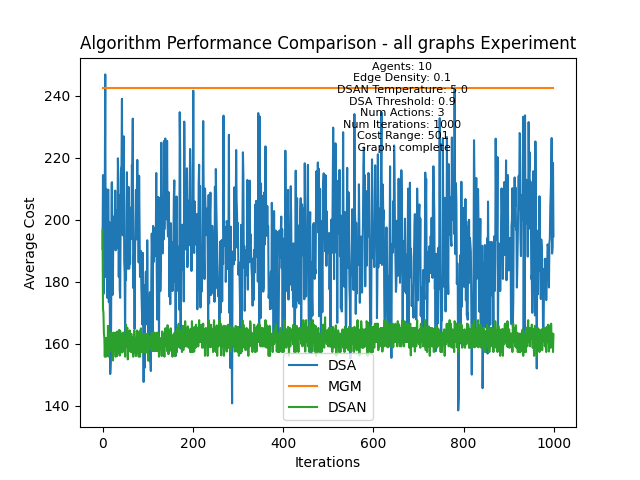 Algorithm Performance Comparison - all graphs Experiment
Agents: 10
Edge Density: 0.1
DSAN Temperature: 5.0
DSA Threshold: 0.9
Num Actions: 3
Num Iterations: 1000
Cost Range: 501
Graph: complete
Average Cost
240
220
200
180
160
140
DSA
MGM
DSAN
0
200
400
600
800
1000
Iterations